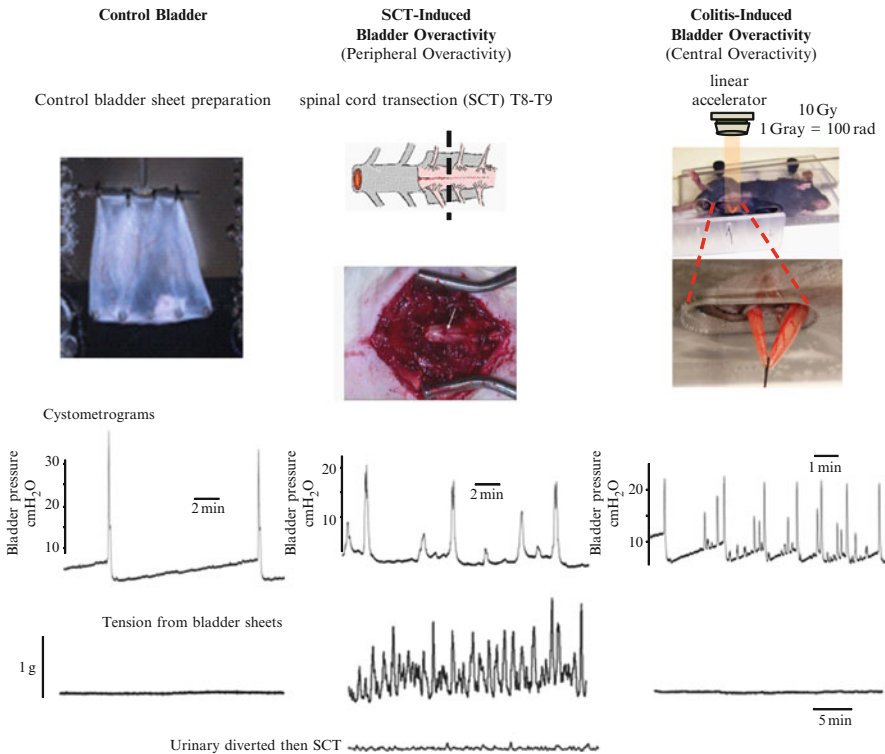 Control Bladder
SCT-Induced
Bladder Overactivity
(Peripheral Overactivity)
Colitis-Induced
Bladder Overactivity
(Central Overactivity)
Control bladder sheet preparation
spinal cord transection (SCT) T8-T9
linear
accelerator
10 Gy
1 Gray = 100 rad
Cystometrograms
Bladder pressure
cmH₂O
30
20
10
2 min
Bladder pressure
cmH₂O
20
10
2 min
Bladder pressure
cmH₂O
20
10
1 min
Tension from bladder sheets
1 g
5 min
Urinary diverted then SCT